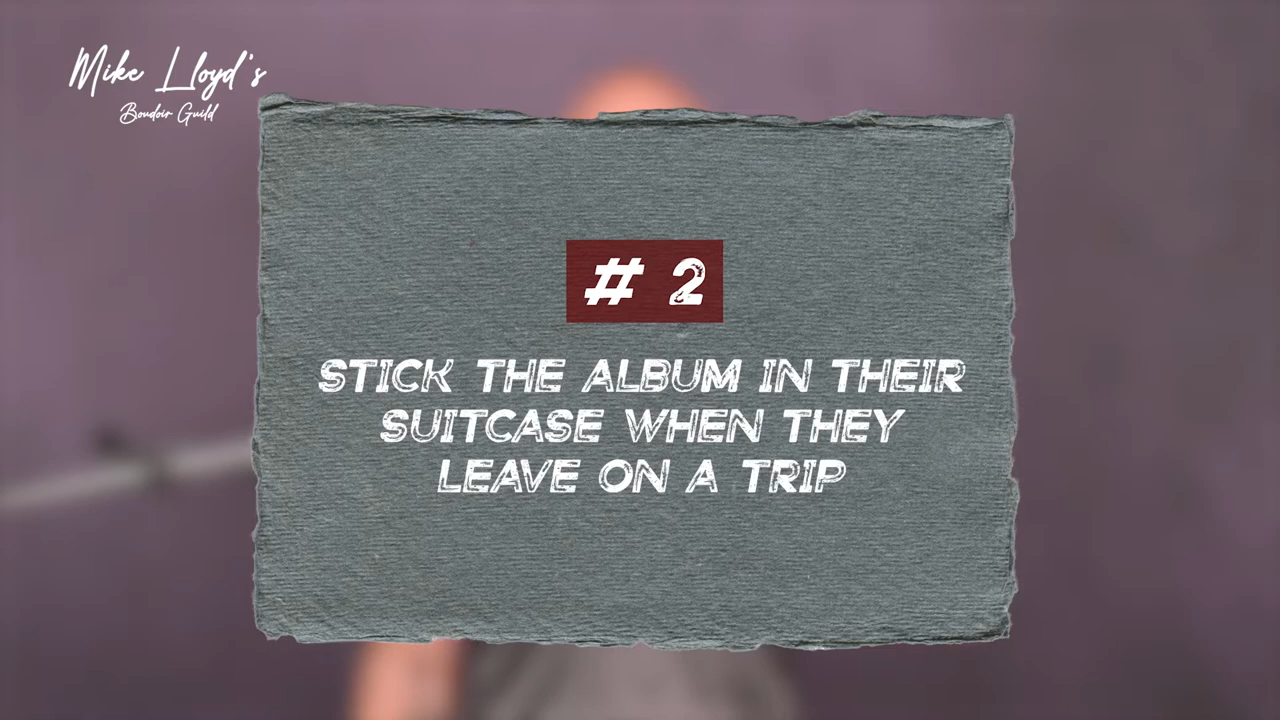 Mike Lloyd's
Boudoir Guild
# 2
STICK THE ALBUM IN THEIR
SUITCASE WHEN THEY
LEAVE ON A TRIP